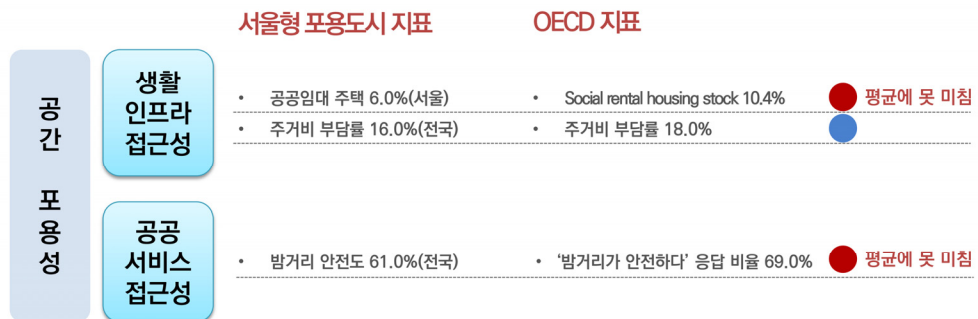 서울형 포용도시 지표 OECD 지표
공간 포용성
생활
인프라
접근성
• 공공임대 주택 6.0%(서울) • Social rental housing stock 10.4% 평균에 못 미침
• 주거비 부담률 16.0%(전국) • 주거비 부담률 18.0%
공공
서비스
접근성
• 밤거리 안전도 61.0%(전국) • ‘밤거리가 안전하다’ 응답 비율 69.0% 평균에 못 미침